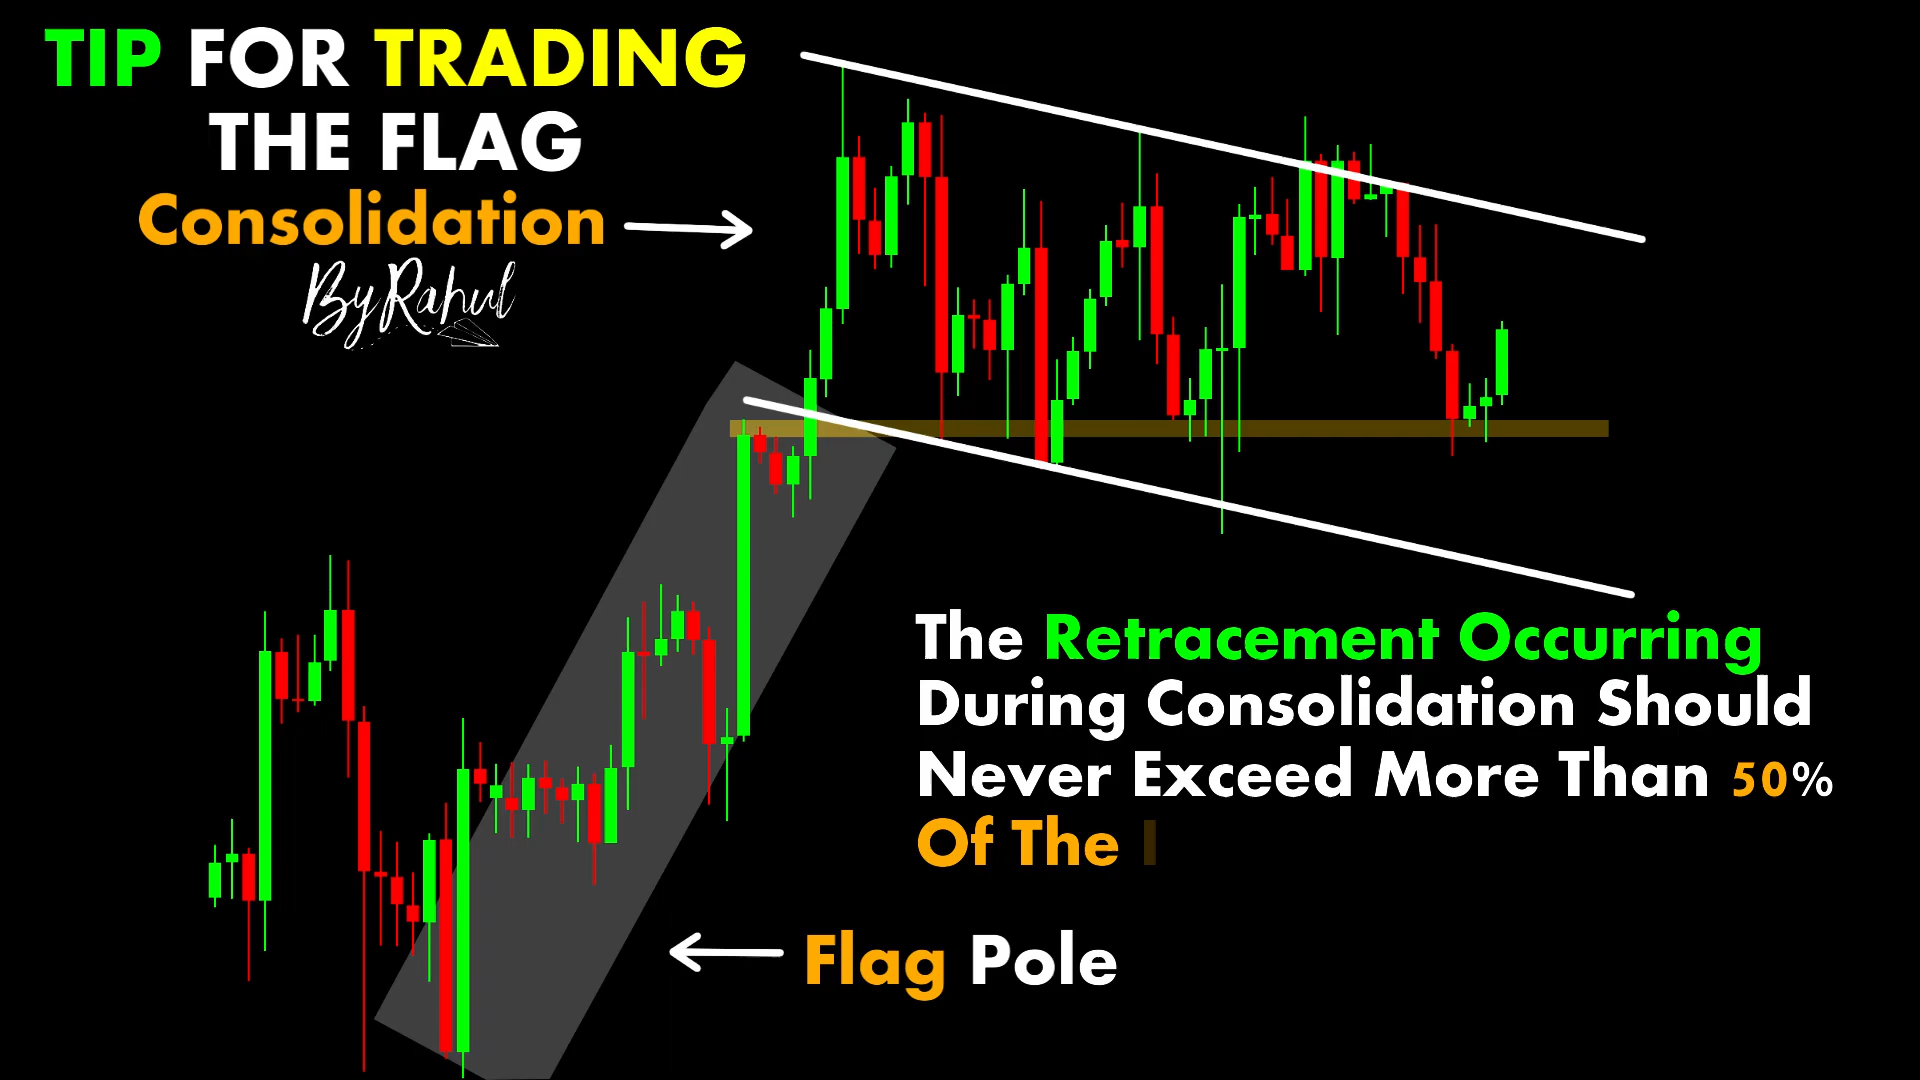 TIP FOR TRADING
THE FLAG
Consolidation
By Rahul
The Retracement Occurring
During Consolidation Should
Never Exceed More Than 50%
Of The
Flag Pole